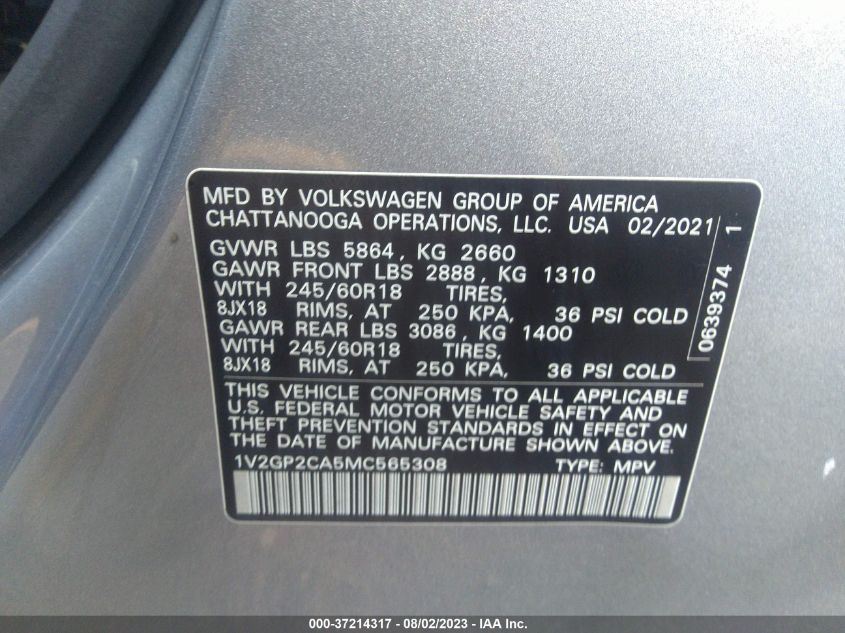 MFD BY VOLKSWAGEN GROUP OF AMERICA
CHATTANOOGA OPERATIONS, LLC. USA 02/2021
GVWR LBS 5864, KG 2660
GAWR FRONT LBS 2888, KG 1310
WITH 245/60R18 TIRES,
8JX18 RIMS, AT 250 KPA, 36 PSI COLD
GAWR REAR LBS 3086, KG 1400
WITH 245/60R18 TIRES,
8JX18 RIMS, AT 250 KPA, 36 PSI COLD
0639374 1
THIS VEHICLE CONFORMS TO ALL APPLICABLE
U.S. FEDERAL MOTOR VEHICLE SAFETY AND
THEFT PREVENTION STANDARDS IN EFFECT ON
THE DATE OF MANUFACTURE SHOWN ABOVE.
1V2GP2CA5MC565308 TYPE: MPV
000-37214317 - 08/02/2023 - IAA Inc.